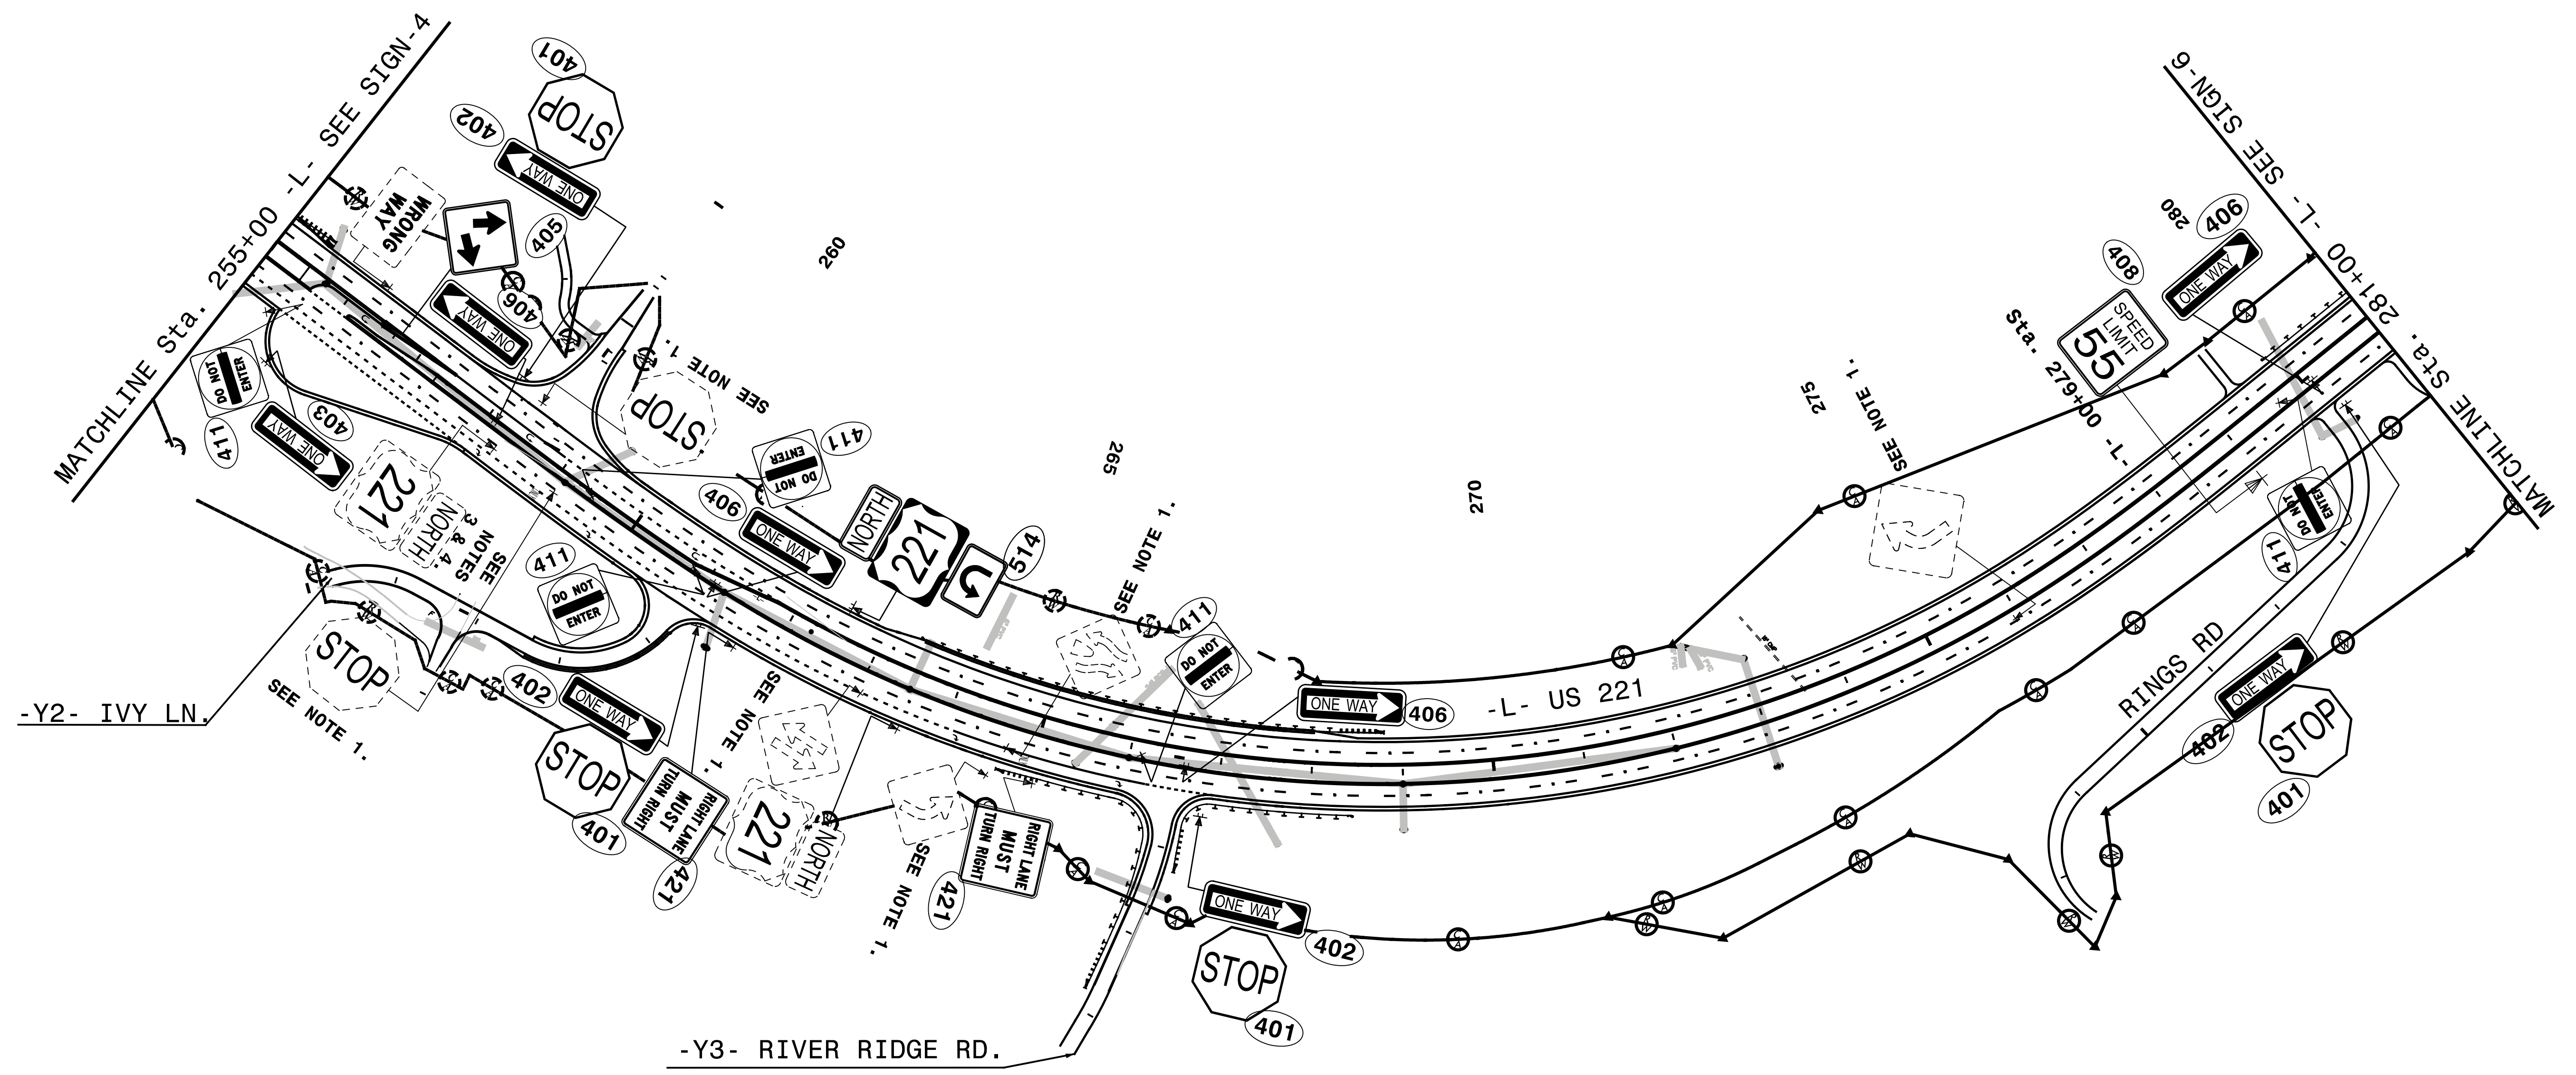 MATCHLINE Sta. 255+00 -L- SEE SIGN-4
401
STOP
402
ONE WAY
WRONG
WAY
405
406
ONE WAY
DO NOT
ENTER
411
ONE WAY
403
221
NORTH
SEE
NOTES
3 & 4
STOP
SEE NOTE 1.
260
DO NOT
ENTER
411
406
ONE WAY
NORTH
221
514
265
SEE NOTE 1.
411
DO NOT
ENTER
ONE WAY
406
270
-L- US 221
275
SEE NOTE 1.
Sta. 279+00 -L-
408
SPEED
LIMIT
55
280
406
ONE WAY
MATCHLINE Sta. 281+00 -L- SEE SIGN-6
DO NOT
ENTER
411
RINGS RD
ONE WAY
402
STOP
401
411
DO NOT
ENTER
STOP
SEE NOTE 1.
-Y2- IVY LN.
402
ONE WAY
STOP
401
RIGHT LANE
MUST
TURN RIGHT
421
SEE NOTE 1.
221
NORTH
SEE NOTE 1.
RIGHT LANE
MUST
TURN RIGHT
421
ONE WAY
402
STOP
401
-Y3- RIVER RIDGE RD.